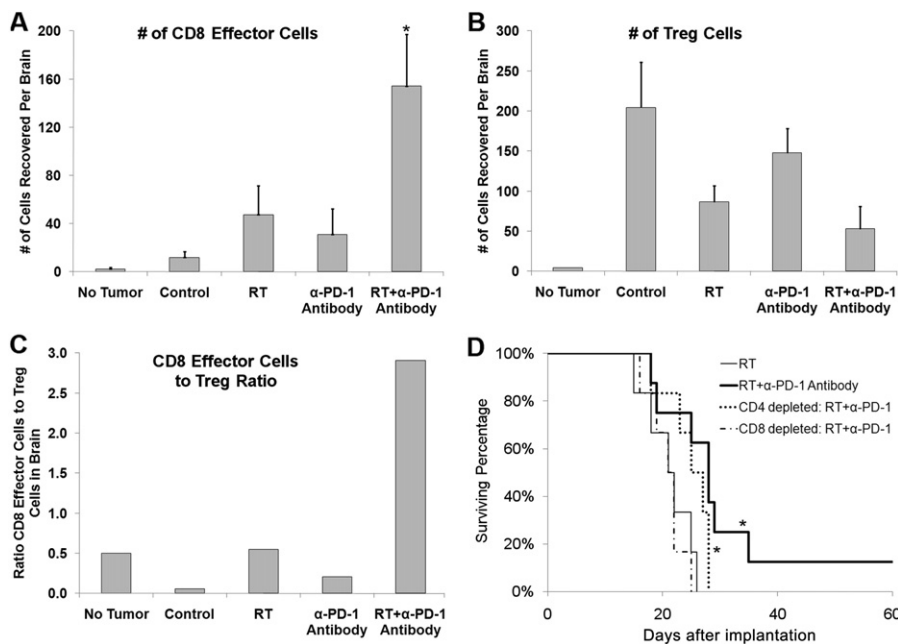 A
# of CD8 Effector Cells
# of Cells Recovered Per Brain
200
160
120
80
40
0
*
No Tumor
Control
RT
α-PD-1
Antibody
RT+α-PD-1
Antibody
B
# of Treg Cells
# of Cells Recovered Per Brain
300
250
200
150
100
50
0
No Tumor
Control
RT
α-PD-1
Antibody
RT+α-PD-1
Antibody
C
CD8 Effector Cells
to Treg Ratio
Ratio CD8 Effector Cells to Treg
Cells in Brain
3.0
2.5
2.0
1.5
1.0
0.5
0.0
No Tumor
Control
RT
α-PD-1
Antibody
RT+α-PD-1
Antibody
D
Surviving Percentage
100%
80%
60%
40%
20%
0%
RT
RT+α-PD-1 Antibody
CD4 depleted: RT+α-PD-1
CD8 depleted: RT+α-PD-1
*
*
0
20
40
60
Days after implantation